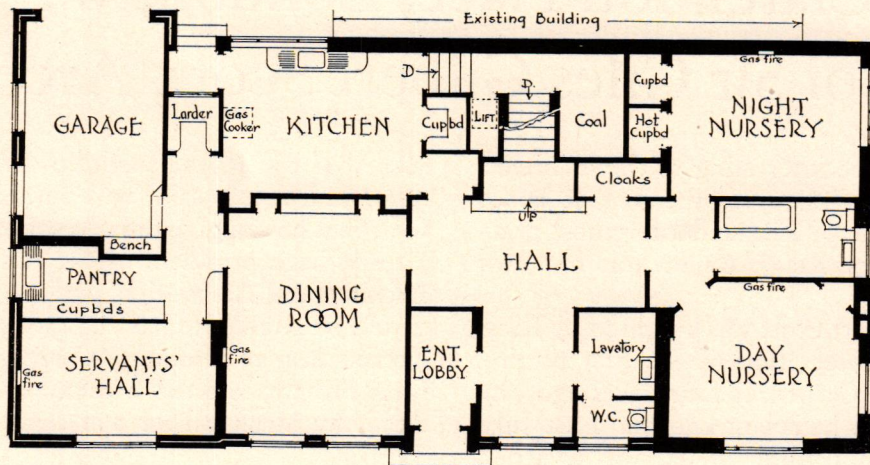 Existing Building
GARAGE
Larder
Gas
Cooker
KITCHEN
D
Cupbd
LIFT
D.
Coal
Cupbd
Hot
Cupbd
Gas fire
NIGHT
NURSERY
Cloaks
UP
Bench
PANTRY
Cupbds
HALL
DINING
ROOM
Gas fire
SERVANTS'
HALL
Gas
fire
Gas
fire
ENT.
LOBBY
Lavatory
W.C.
DAY
NURSERY